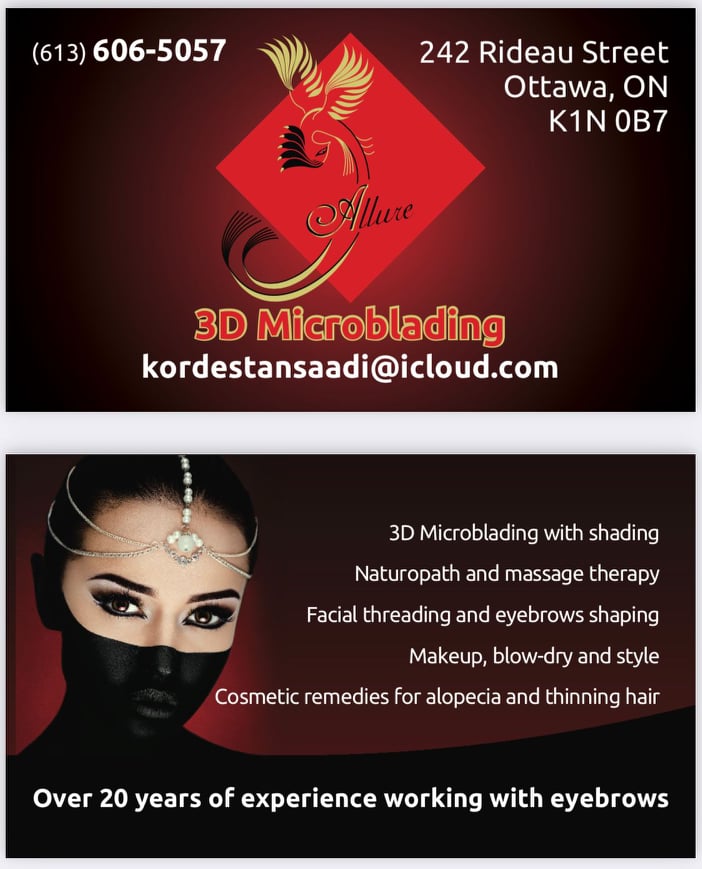 (613) 606-5057
242 Rideau Street
Ottawa, ON
K1N 0B7
Allure
3D Microblading
kordestansaadi@icloud.com
3D Microblading with shading
Naturopath and massage therapy
Facial threading and eyebrows shaping
Makeup, blow-dry and style
Cosmetic remedies for alopecia and thinning hair
Over 20 years of experience working with eyebrows